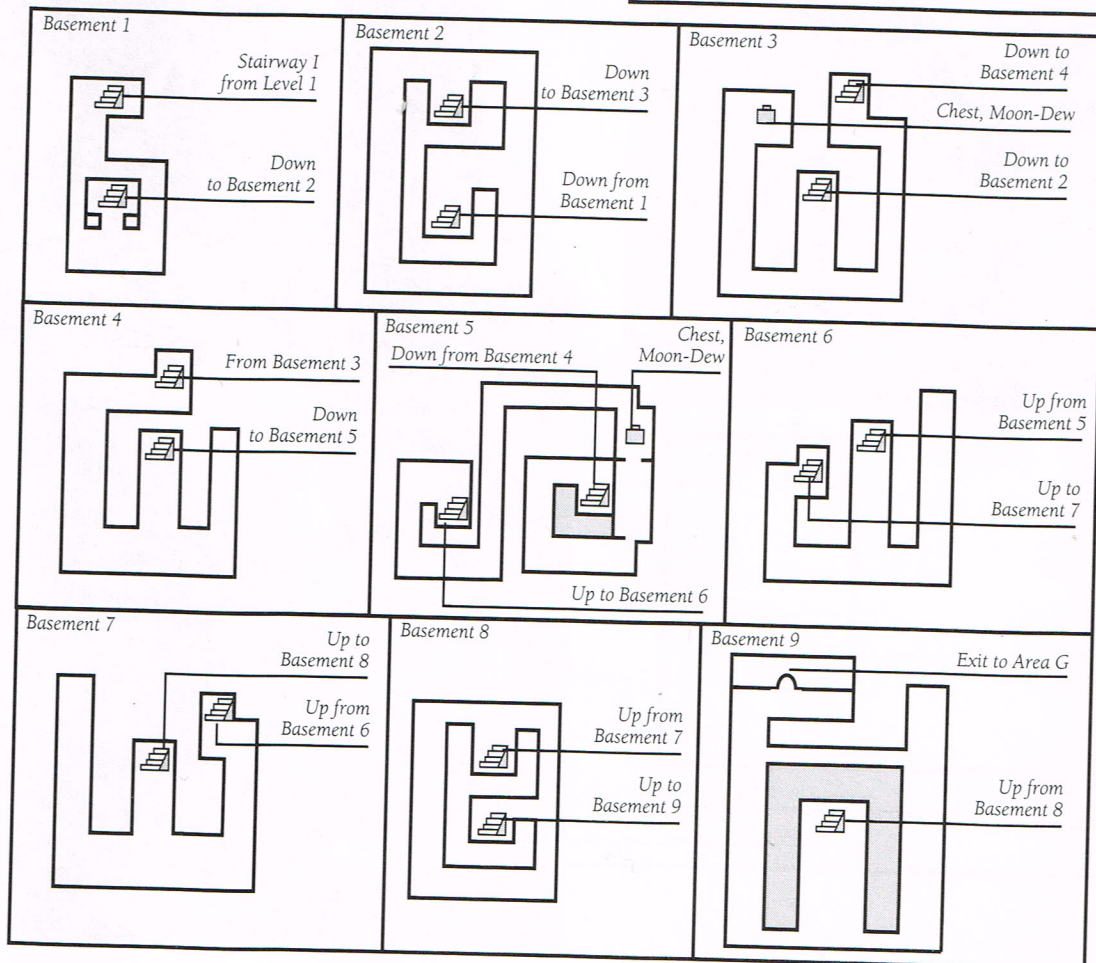 Basement 1
Stairway I
from Level 1
Down
to Basement 2
Basement 2
Down
to Basement 3
Down from
Basement 1
Basement 3
Down to
Basement 4
Chest, Moon-Dew
Down to
Basement 2
Basement 4
From Basement 3
Down
to Basement 5
Basement 5
Down from Basement 4
Chest,
Moon-Dew
Up to Basement 6
Basement 6
Up from
Basement 5
Up to
Basement 7
Basement 7
Up to
Basement 8
Up from
Basement 6
Basement 8
Up from
Basement 7
Up to
Basement 9
Basement 9
Exit to Area G
Up from
Basement 8